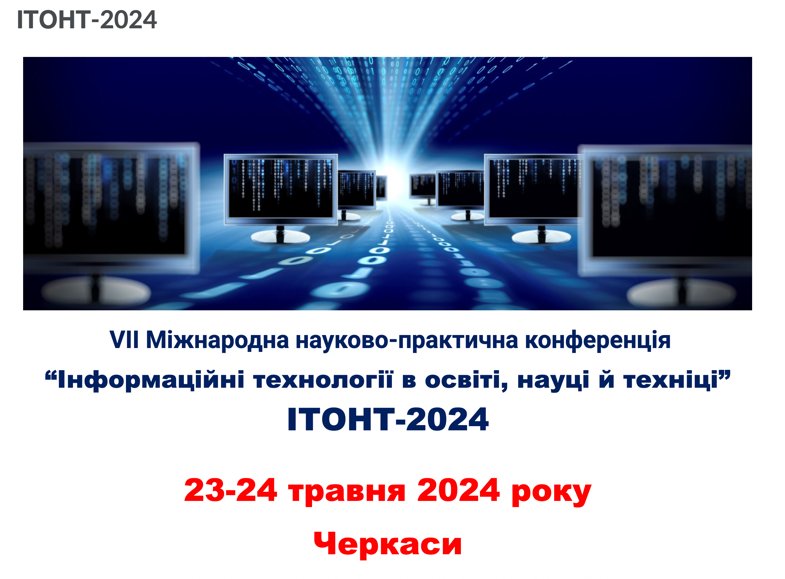 ІТОНТ-2024
VII Міжнародна науково-практична конференція
“Інформаційні технології в освіті, науці й техніці”
ІТОНТ-2024
23-24 травня 2024 року
Черкаси